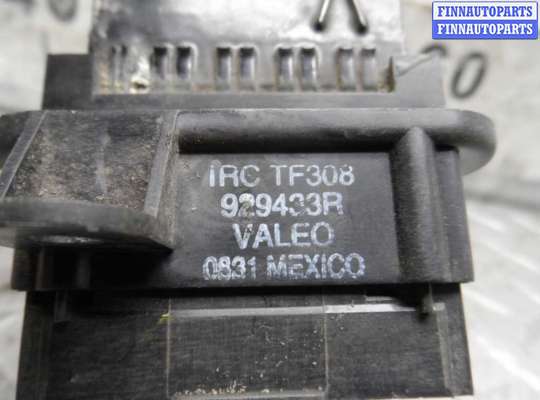 FINNAUTOPARTS
FINNAUTOPARTS
IRC TF308
929433R
VALEO
0831 MEXICO